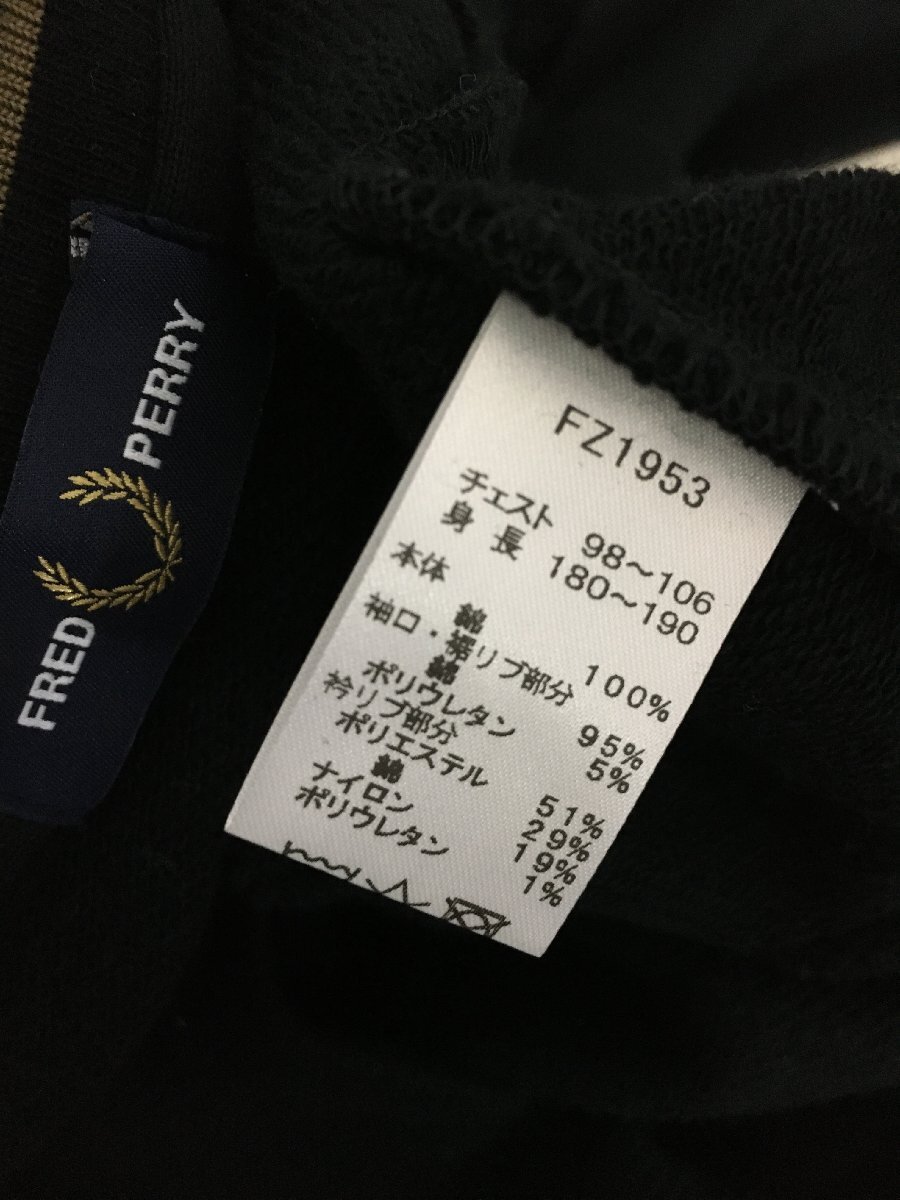 FRED PERRY
FZ1953
チェスト 98～106
身長 180～190
本体
綿 100%
袖口・裾リブ部分
綿 95%
ポリウレタン 5%
衿リブ部分
ポリエステル 51%
綿 29%
ナイロン 19%
ポリウレタン 1%